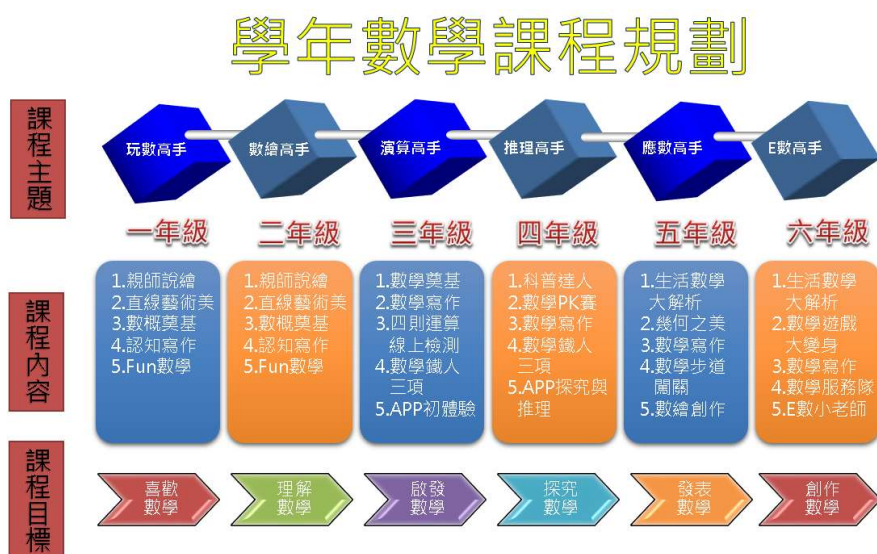 學年數學課程規劃
課程主題
玩數高手
數繪高手
演算高手
推理高手
應數高手
E數高手
一年級
二年級
三年級
四年級
五年級
六年級
課程內容
1.親師說繪
2.直線藝術美
3.數概奠基
4.認知寫作
5.Fun數學
1.親師說繪
2.直線藝術美
3.數概奠基
4.認知寫作
5.Fun數學
1.數學奠基
2.數學寫作
3.四則運算
線上檢測
4.數學鐵人
三項
5.APP初體驗
1.科普達人
2.數學PK賽
3.數學寫作
4.數學鐵人
三項
5.APP探究與
推理
1.生活數學
大解析
2.幾何之美
3.數學寫作
4.數學步道
闖關
5.數繪創作
1.生活數學
大解析
2.數學遊戲
大變身
3.數學寫作
4.數學服務隊
5.E數小老師
課程目標
喜歡
數學
理解
數學
啟發
數學
探究
數學
發表
數學
創作
數學